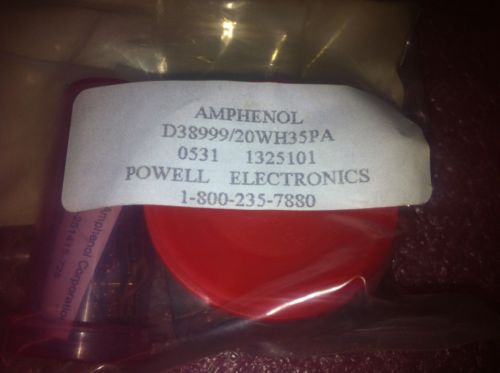 AMPHENOL
D38999/20WH35PA
0531 1325101
POWELL ELECTRONICS
1-800-235-7880
Amphenol Corporation